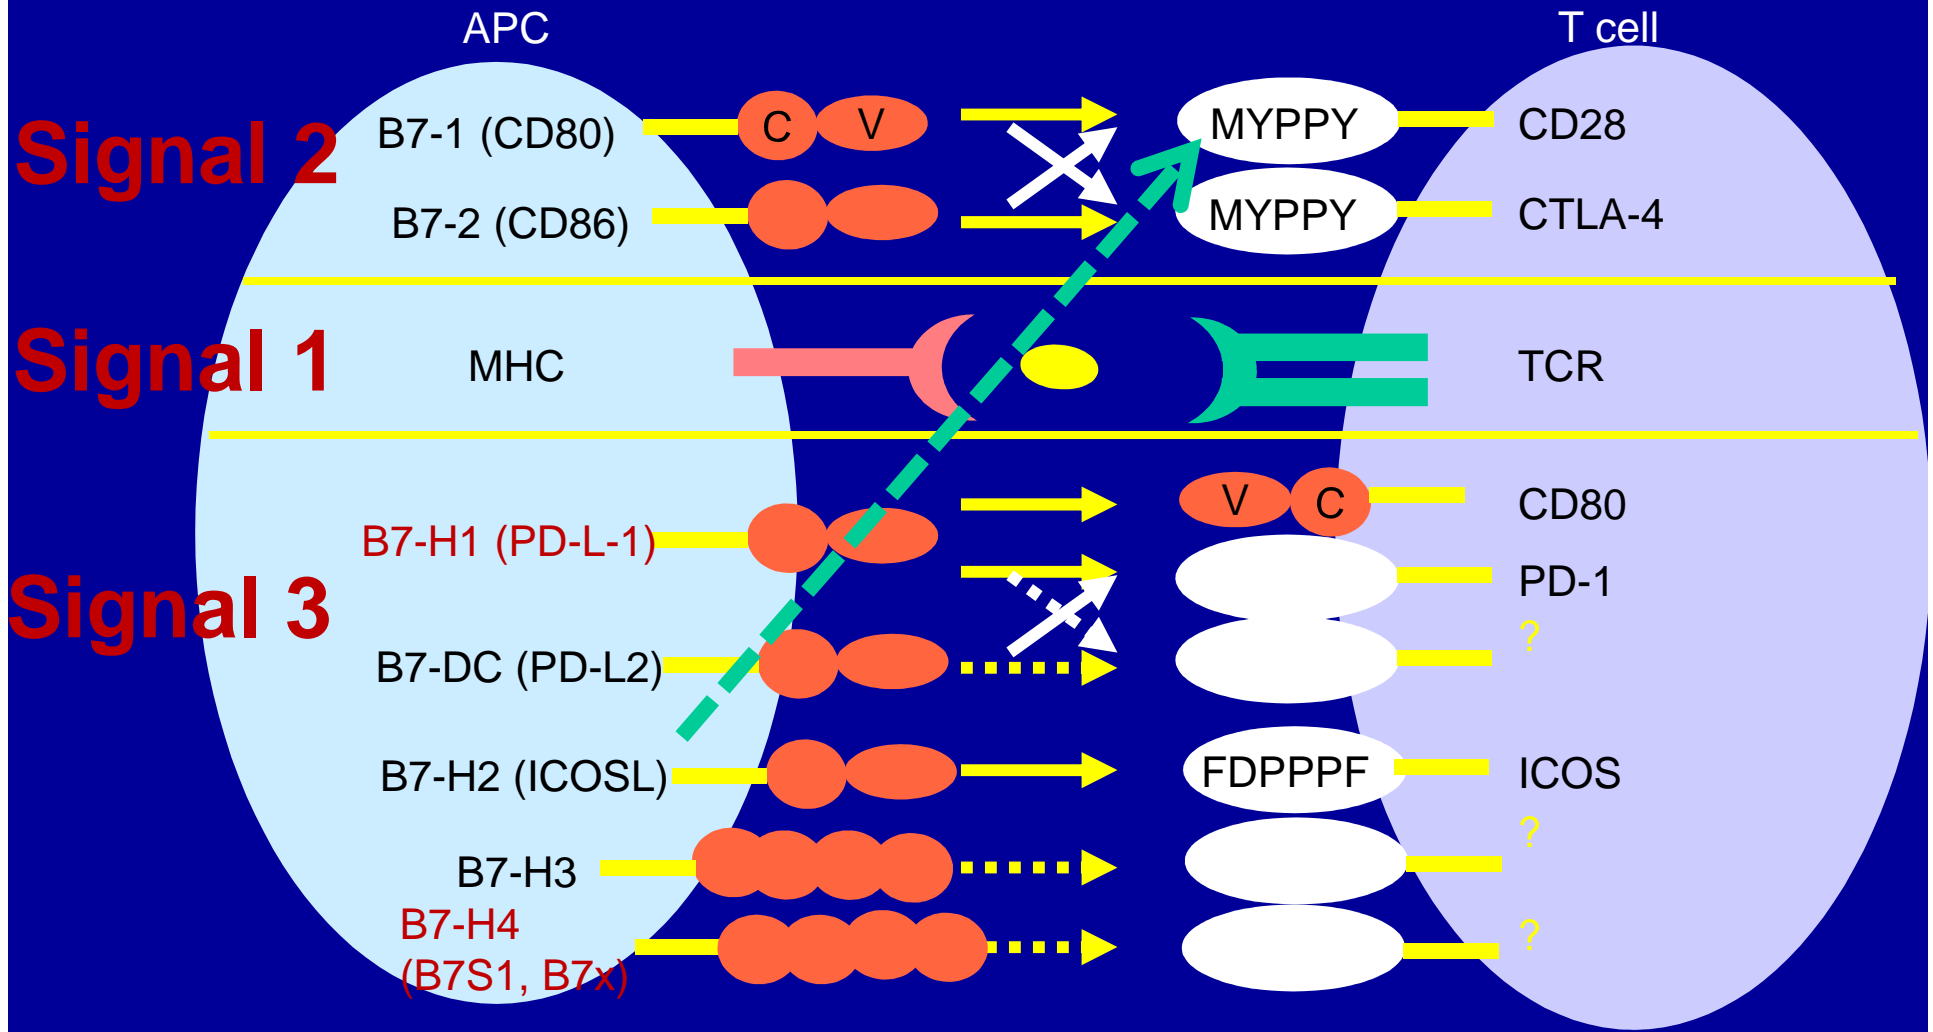 APC
T cell
Signal 2
B7-1 (CD80)
C
V
MYPPY
CD28
B7-2 (CD86)
MYPPY
CTLA-4
Signal 1
MHC
TCR
Signal 3
B7-H1 (PD-L-1)
V
C
CD80
PD-1
B7-DC (PD-L2)
?
B7-H2 (ICOSL)
FDPPPF
ICOS
B7-H3
?
B7-H4
(B7S1, B7x)
?